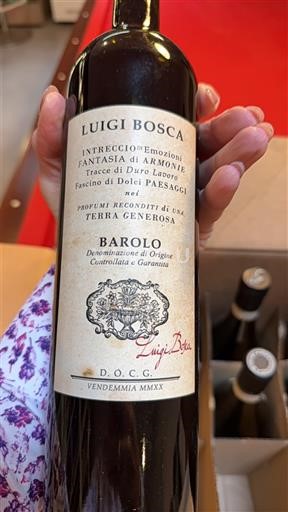 LUIGI BOSCA
INTRECCIO di Emozioni
FANTASIA di ARMONIE
Tracce di Duro Lavoro
Fascino di Dolci PAESAGGI
nei
PROFUMI RECONDITI di UNA
TERRA GENEROSA
BAROLO
Denominazione di Origine
Controllata e Garantita
Luigi Bosca
D.O.C.G.
VENDEMMIA MMXX